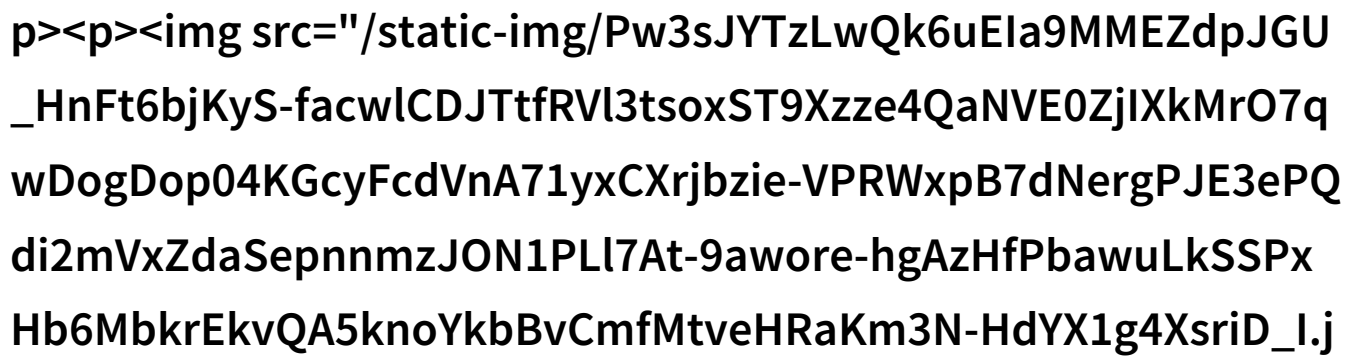 p><p><img src="/static-img/Pw3sJYTzLwQk6uEIa9MMEZdpJGU
_HnFt6bjKyS-facwlCDJTtfRVl3tsoxST9Xzze4QaNVE0ZjIXkMrO7q
wDogDop04KGcyFcdVnA71yxCXrjbzie-VPRWxpB7dNergPJE3ePQ
di2mVxZdaSepnnmzJON1PLl7At-9awore-hgAzHfPbawuLkSSPx
Hb6MbkrEkvQA5knoYkbBvCmfMtveHRaKm3N-HdYX1g4XsriD_I.j